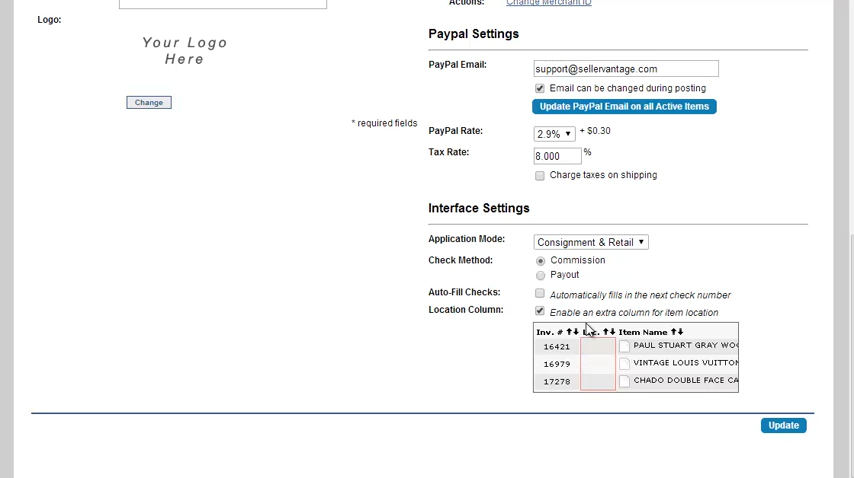 Actions: Change Merchant ID
Logo:
Your Logo
Here
Change
* required fields
Paypal Settings
PayPal Email: support@sellervantage.com
Email can be changed during posting
Update PayPal Email on all Active Items
PayPal Rate: 2.9% + $0.30
Tax Rate: 8.000 %
Charge taxes on shipping
Interface Settings
Application Mode: Consignment & Retail
Check Method: Commission
Payout
Auto-Fill Checks: Automatically fills in the next check number
Location Column: Enable an extra column for item location
Inv. # Item Name
16421 PAUL STUART GRAY
16979 VINTAGE LOUIS VUITTON
17278 CHADO DOUBLE FACE
Update